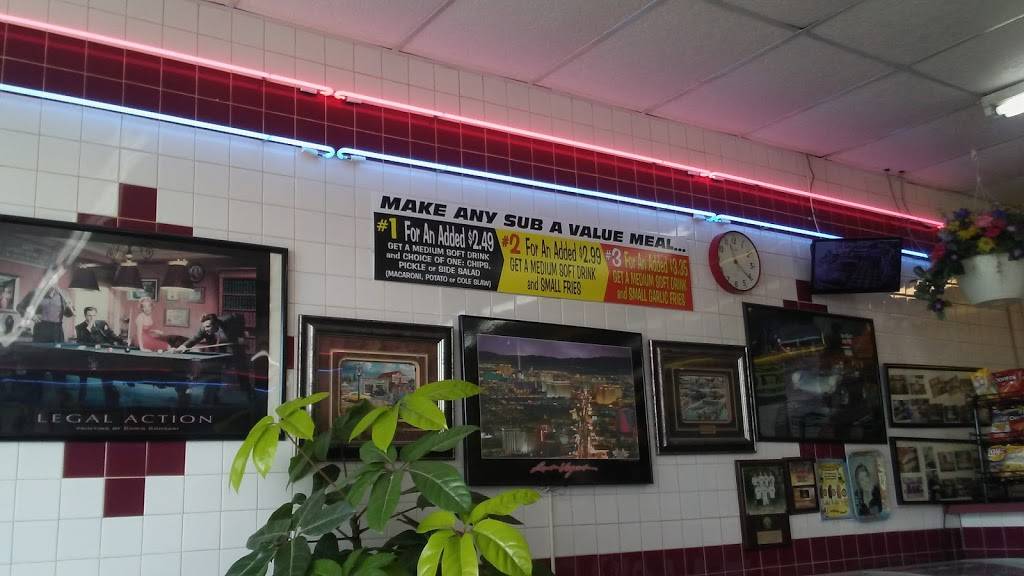 MAKE ANY SUB A VALUE MEAL...
#1 For An Added $2.49
GET A MEDIUM SOFT DRINK
and CHOICE OF ONE: CHIPS,
PICKLE or SIDE SALAD
(MACARONI, POTATO or COLE SLAW)
#2 For An Added $2.99
GET A MEDIUM SOFT DRINK
and SMALL FRIES
#3 For An Added $3.35
GET A MEDIUM SOFT DRINK
and SMALL GARLIC FRIES
LEGAL ACTION
Las Vegas